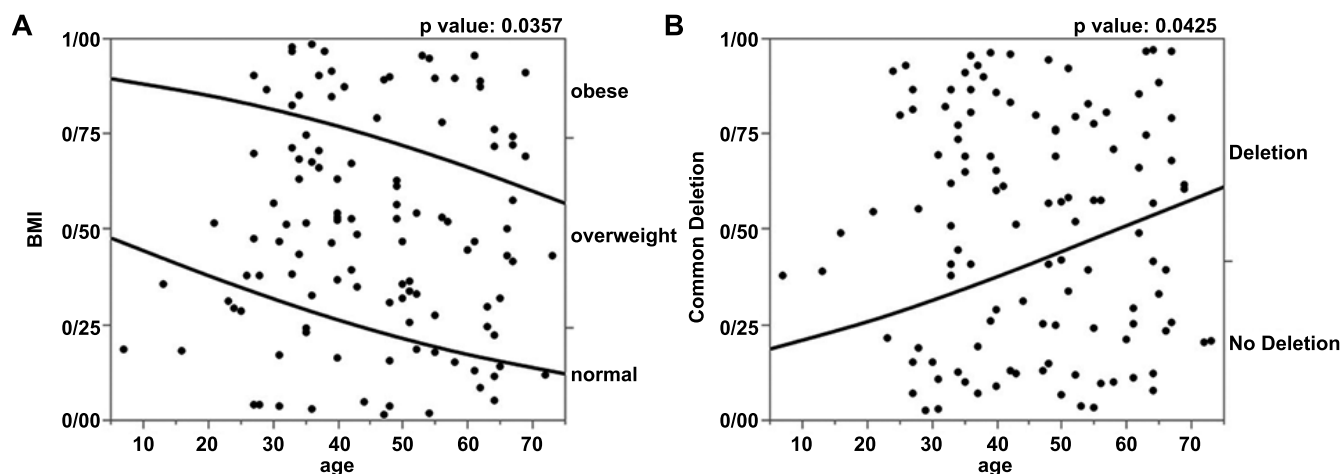 A
p value: 0.0357
BMI
1/00
0/75
0/50
0/25
0/00
obese
overweight
normal
10 20 30 40 50 60 70
age
B
p value: 0.0425
Common Deletion
1/00
0/75
0/50
0/25
0/00
Deletion
No Deletion
10 20 30 40 50 60 70
age